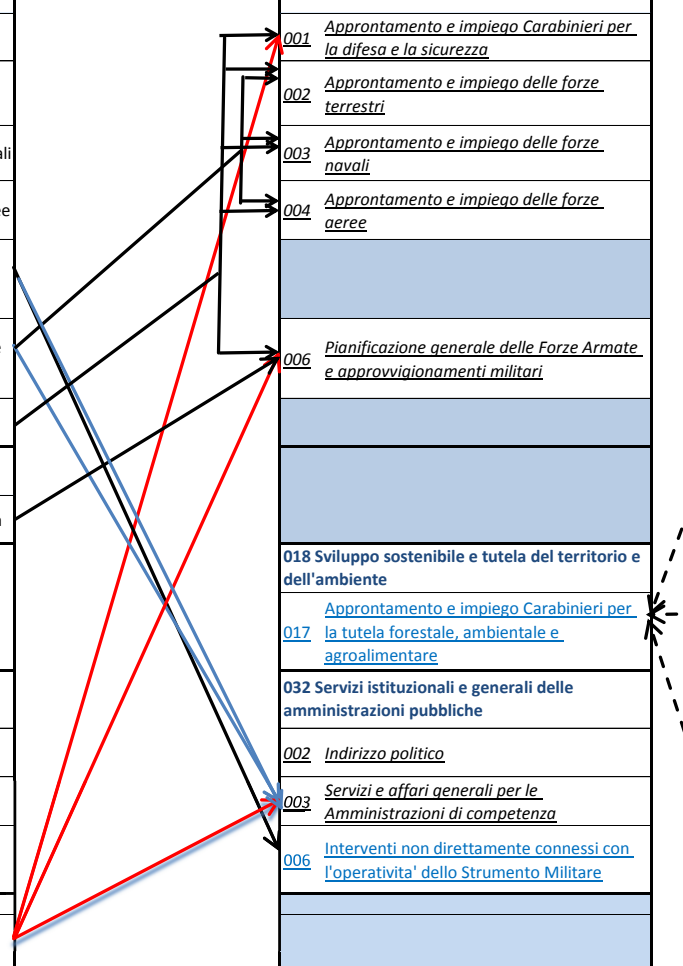 001 Approntamento e impiego Carabinieri per
la difesa e la sicurezza
002 Approntamento e impiego delle forze
terrestri
ali
003 Approntamento e impiego delle forze
navali
004 Approntamento e impiego delle forze
aeree
006 Pianificazione generale delle Forze Armate
e approvvigionamenti militari
018 Sviluppo sostenibile e tutela del territorio e
dell'ambiente
017 Approntamento e impiego Carabinieri per
la tutela forestale, ambientale e
agroalimentare
032 Servizi istituzionali e generali delle
amministrazioni pubbliche
002 Indirizzo politico
003 Servizi e affari generali per le
Amministrazioni di competenza
006 Interventi non direttamente connessi con
l'operativita' dello Strumento Militare